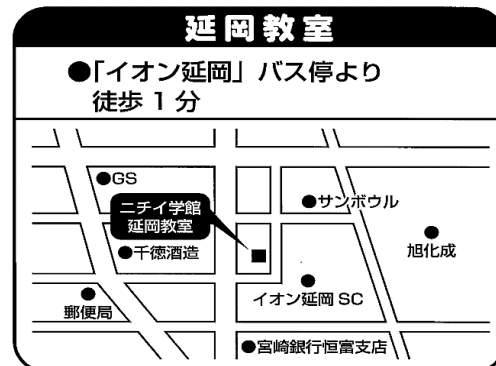 延岡教室
●「イオン延岡」バス停より
徒歩 1 分
●GS
ニチイ学館
延岡教室
●サンボウル
●千徳酒造
旭化成
郵便局
イオン延岡 SC
●宮崎銀行恒富支店